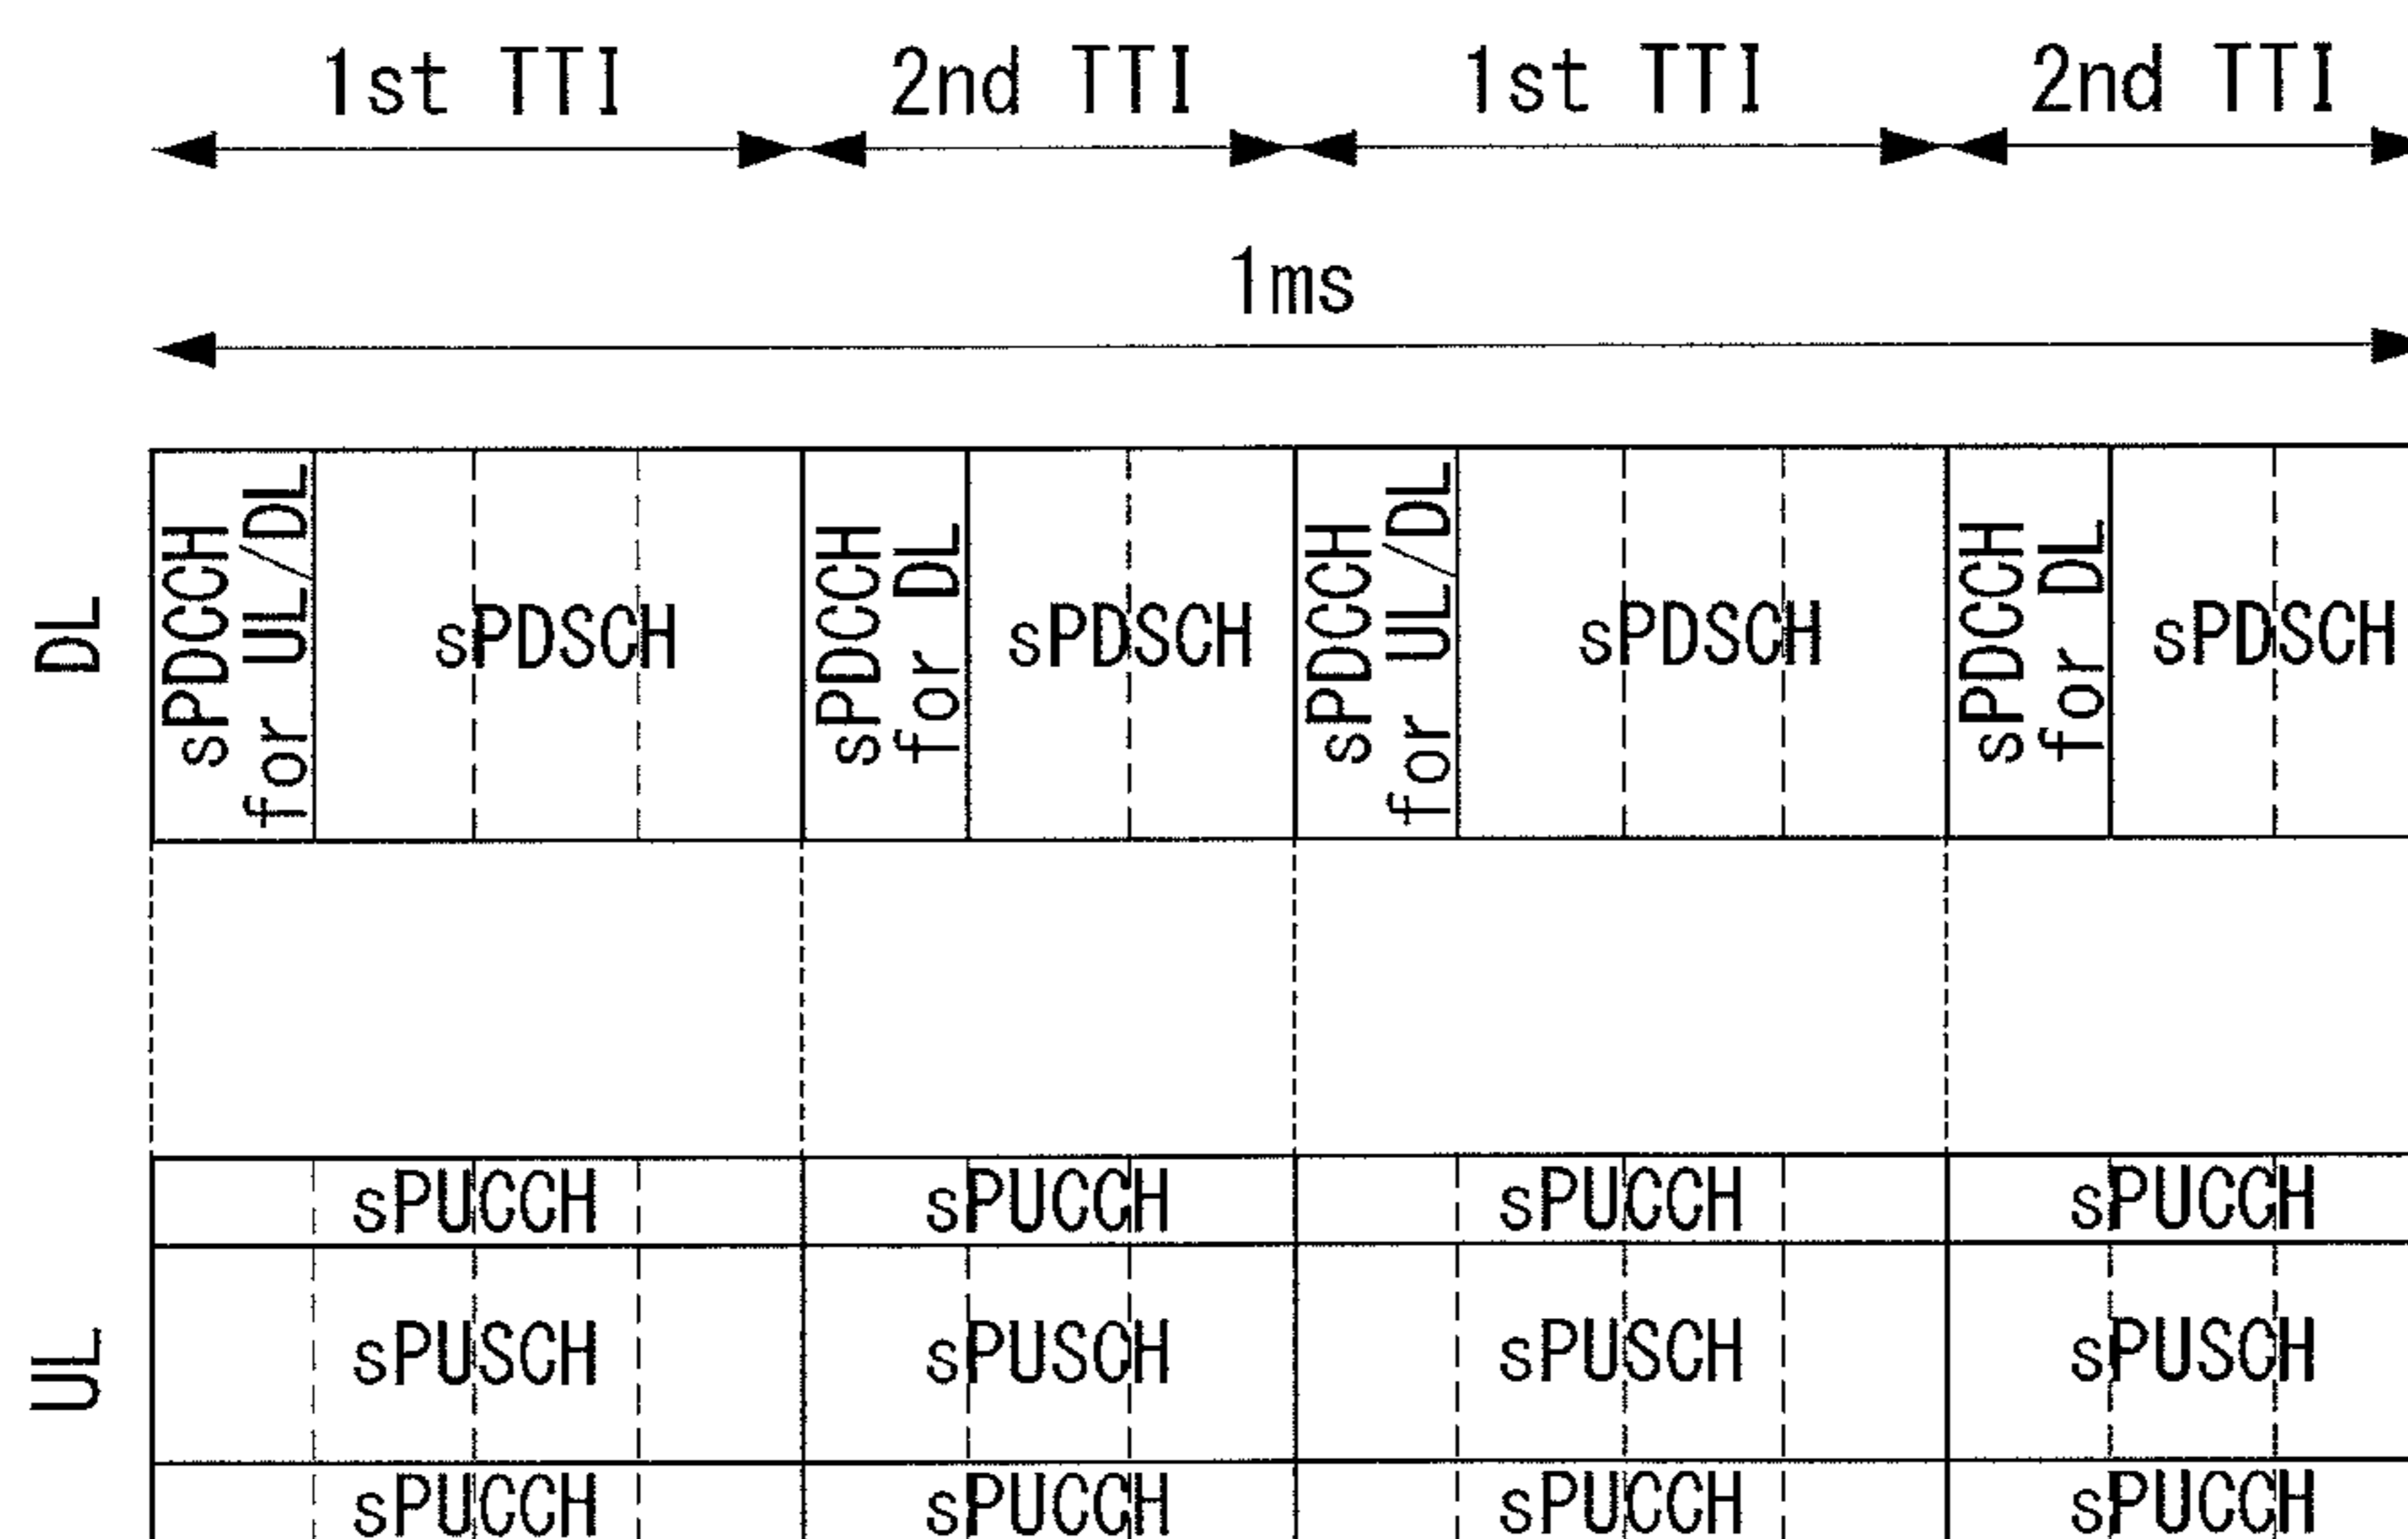 1st TTI 2nd TTI 1st TTI 2nd TTI
1ms
DL
sPDCCH
for UL/DL
sPDSCH
sPDCCH
for DL
sPDSCH
sPDCCH
for UL/DL
sPDSCH
sPDCCH
for DL
sPDSCH
UL
sPUCCH sPUCCH sPUCCH sPUCCH
sPUSCH sPUSCH sPUSCH sPUSCH
sPUCCH sPUCCH sPUCCH sPUCCH